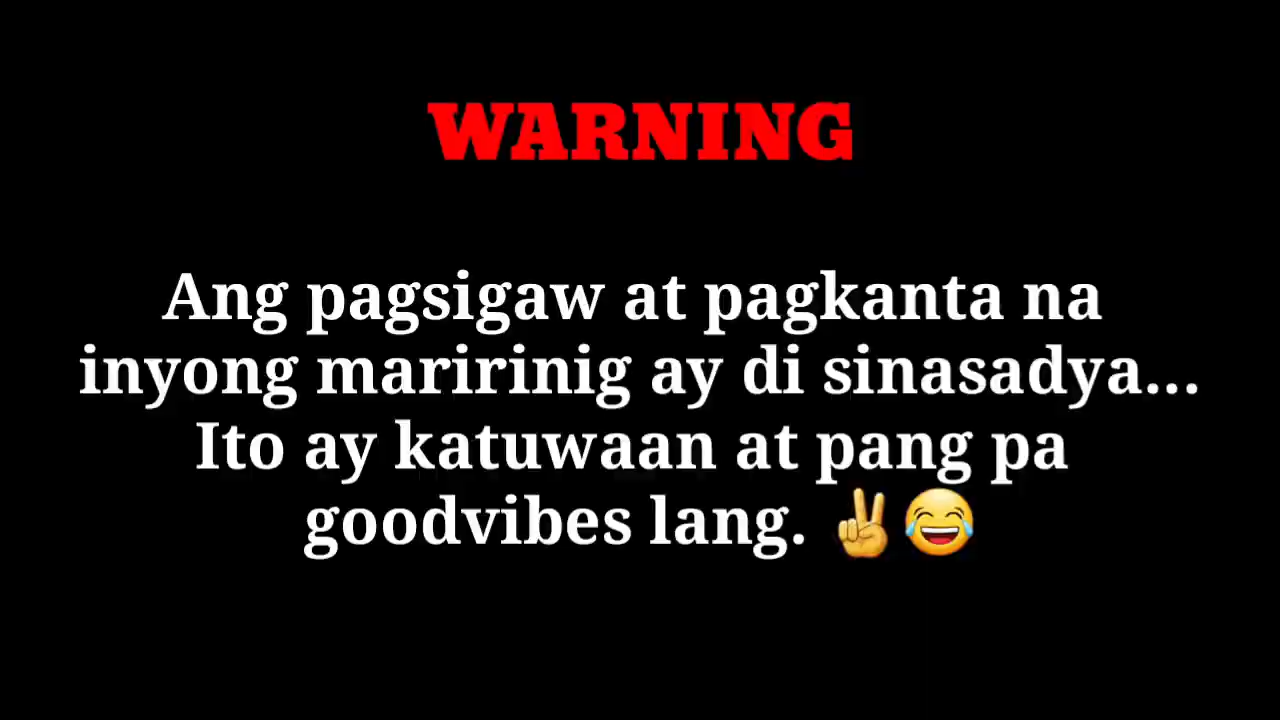 WARNING
Ang pagsigaw at pagkanta na
inyong maririnig ay di sinasadya...
Ito ay katuwaan at pang pa
goodvibes lang. ✌😂